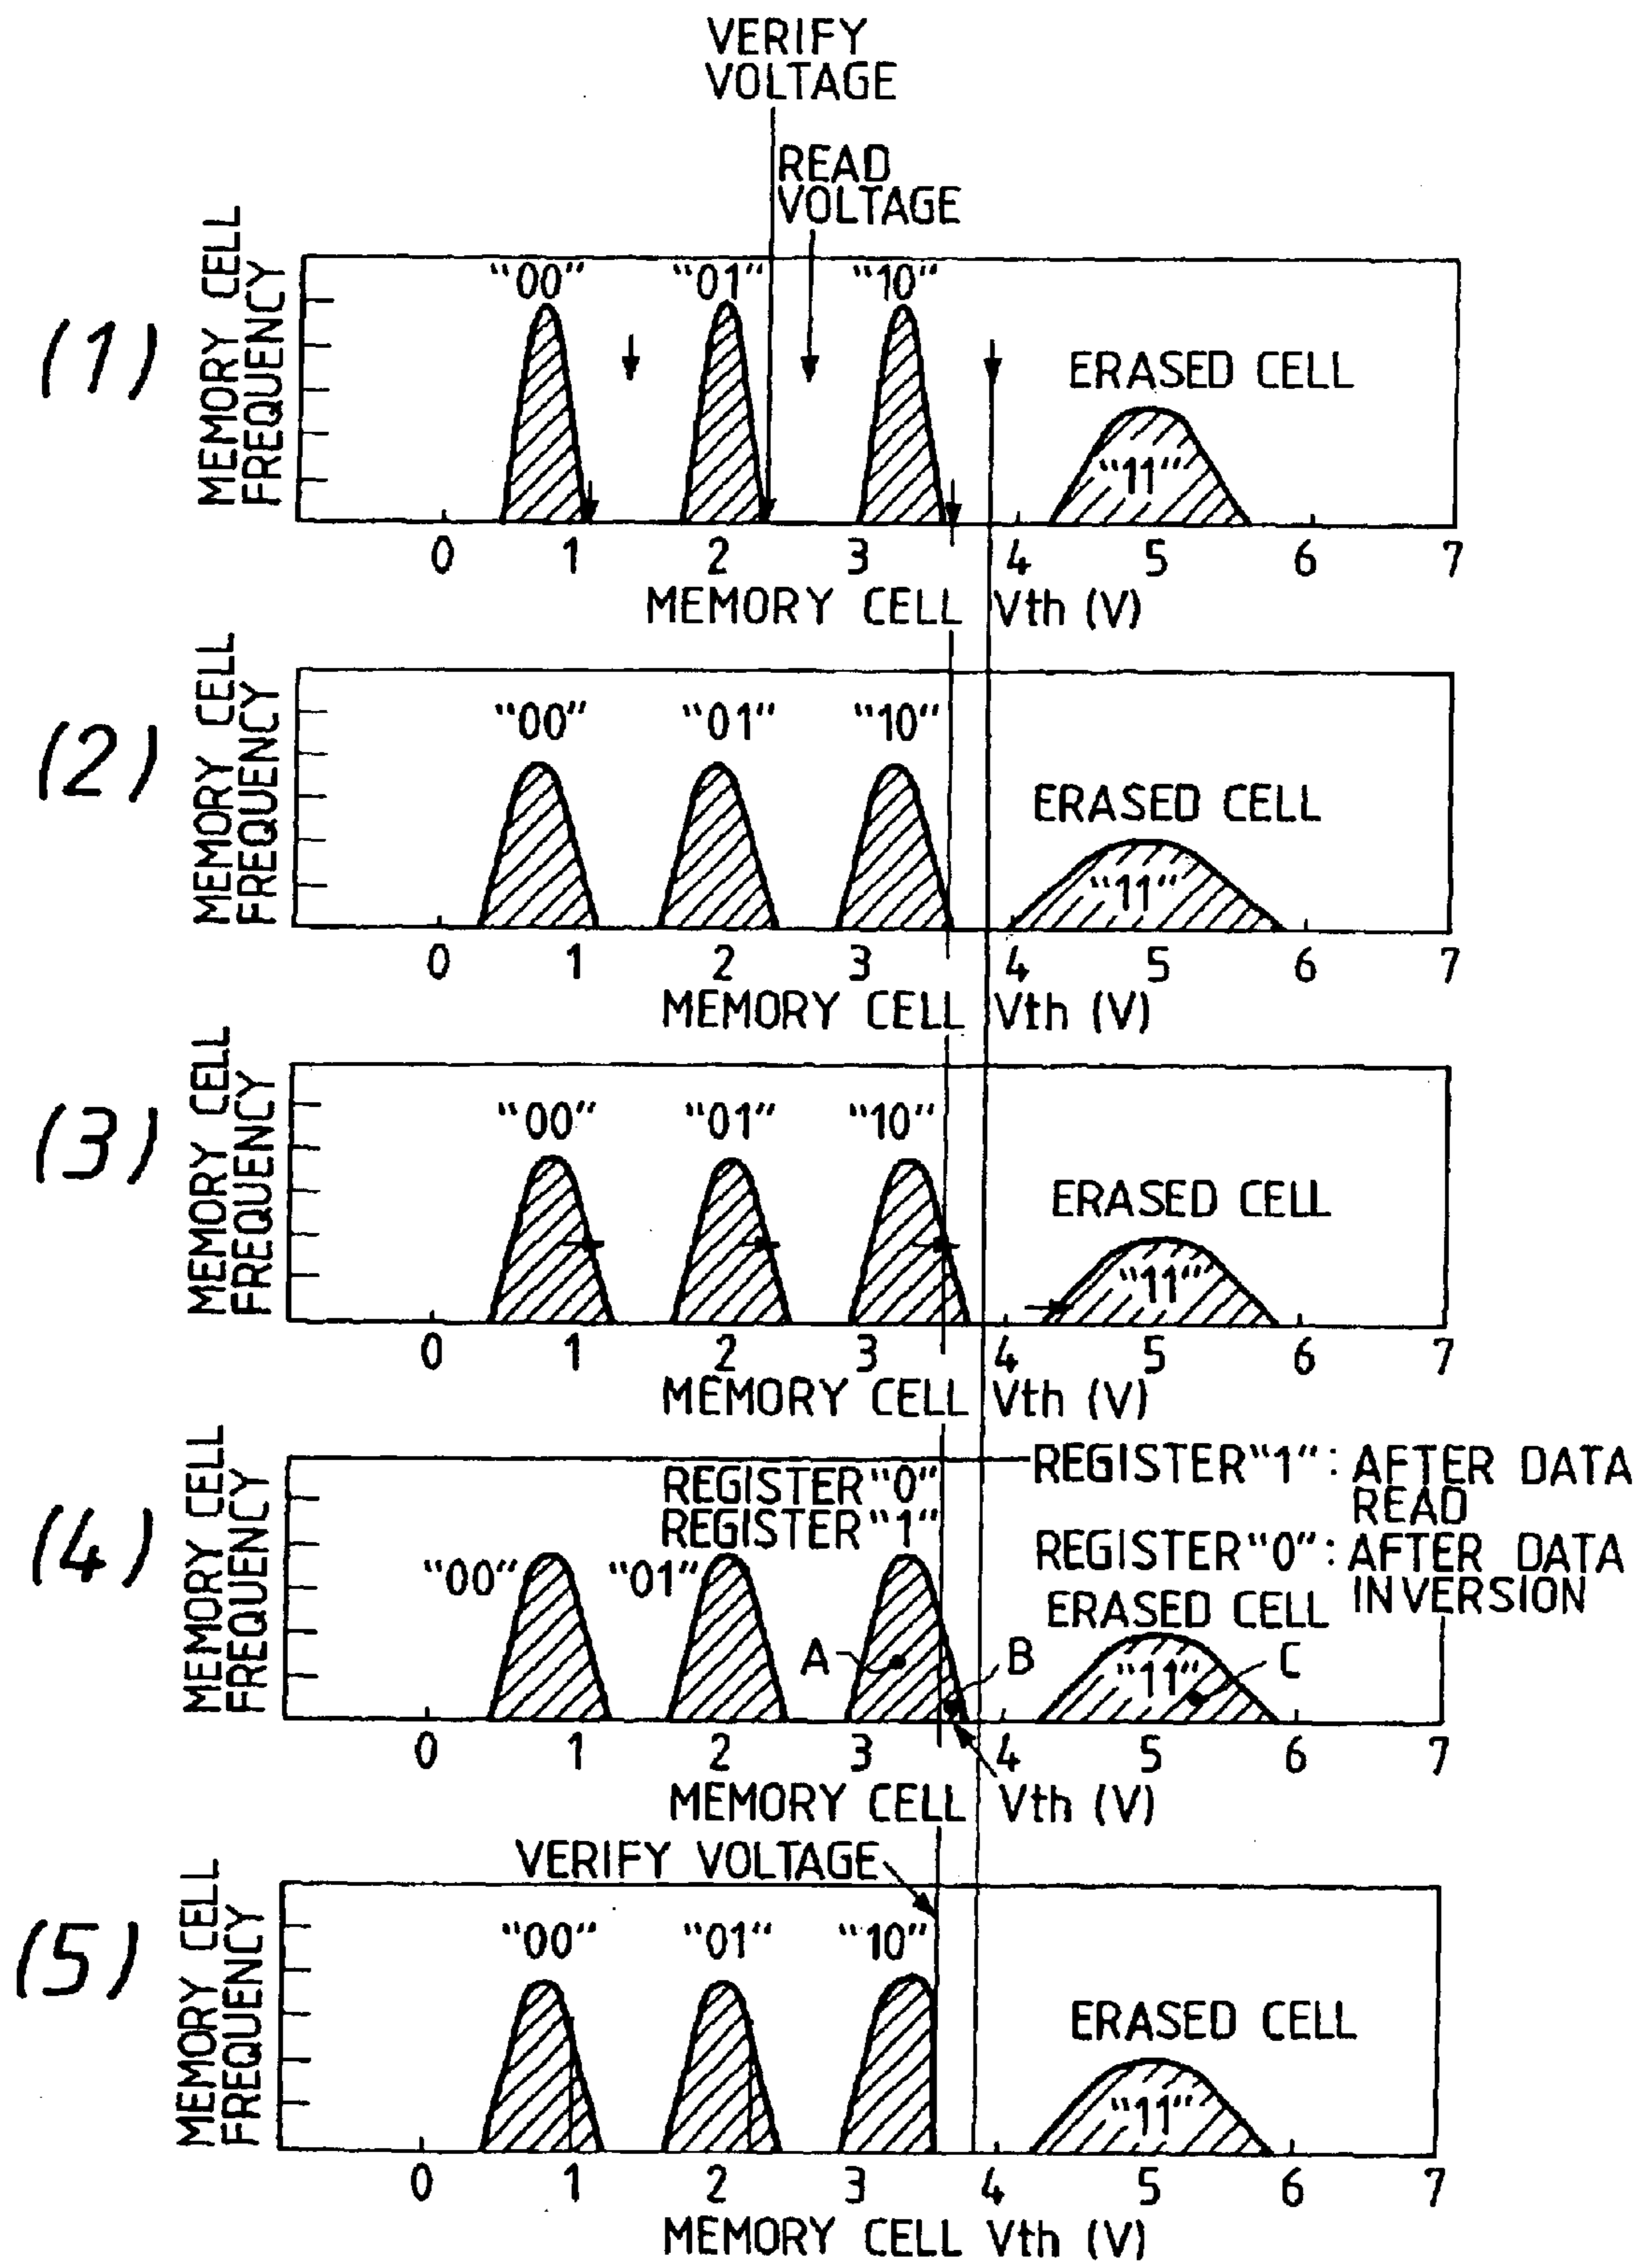 VERIFY
VOLTAGE
READ
VOLTAGE
(1)
MEMORY CELL
FREQUENCY
"00"
"01"
"10"
ERASED CELL
"11"
0 1 2 3 4 5 6 7
MEMORY CELL Vth (V)
(2)
MEMORY CELL
FREQUENCY
"00"
"01"
"10"
ERASED CELL
"11"
0 1 2 3 4 5 6 7
MEMORY CELL Vth (V)
(3)
MEMORY CELL
FREQUENCY
"00"
"01"
"10"
ERASED CELL
"11"
0 1 2 3 4 5 6 7
MEMORY CELL Vth (V)
(4)
MEMORY CELL
FREQUENCY
REGISTER "0"
REGISTER "1"
REGISTER "1": AFTER DATA
READ
REGISTER "0": AFTER DATA
INVERSION
"00"
"01"
ERASED CELL
A
B
"11"
C
0 1 2 3 4 5 6 7
MEMORY CELL Vth (V)
VERIFY VOLTAGE
(5)
MEMORY CELL
FREQUENCY
"00"
"01"
"10"
ERASED CELL
"11"
0 1 2 3 4 5 6 7
MEMORY CELL Vth (V)